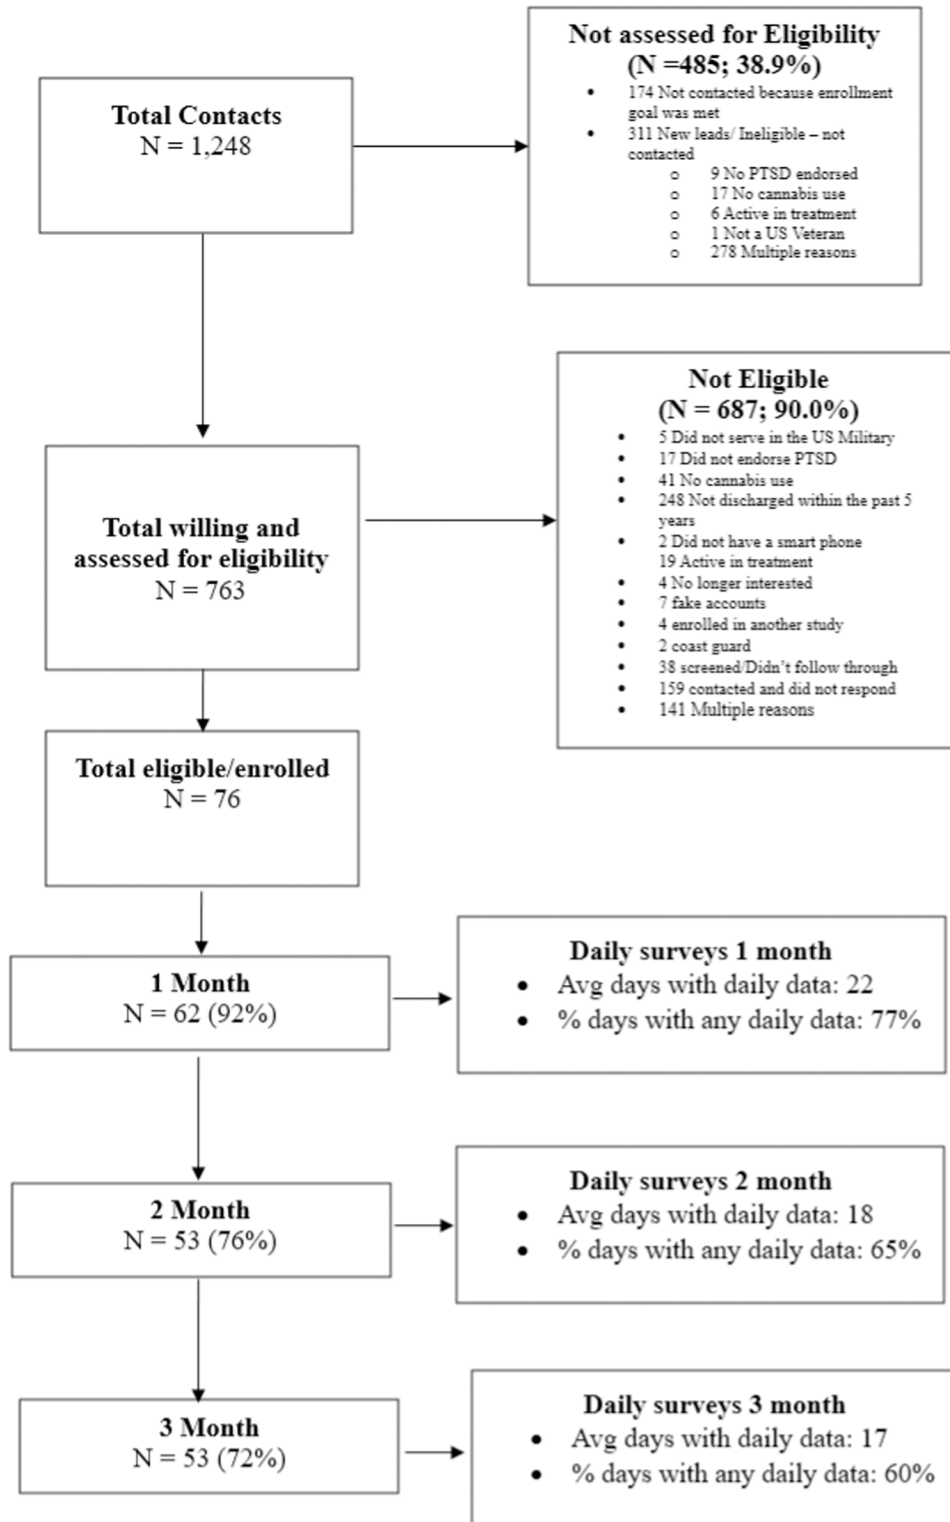 Total Contacts
N = 1,248
Not assessed for Eligibility
(N =485; 38.9%)
• 174 Not contacted because enrollment
goal was met
• 311 New leads/ Ineligible – not
contacted
o 9 No PTSD endorsed
o 17 No cannabis use
o 6 Active in treatment
o 1 Not a US Veteran
o 278 Multiple reasons
Total willing and
assessed for eligibility
N = 763
Not Eligible
(N = 687; 90.0%)
• 5 Did not serve in the US Military
• 17 Did not endorse PTSD
• 41 No cannabis use
• 248 Not discharged within the past 5
years
• 2 Did not have a smart phone
19 Active in treatment
• 4 No longer interested
• 7 fake accounts
• 4 enrolled in another study
• 2 coast guard
• 38 screened/Didn’t follow through
• 159 contacted and did not respond
• 141 Multiple reasons
Total eligible/enrolled
N = 76
1 Month
N = 62 (92%)
Daily surveys 1 month
• Avg days with daily data: 22
• % days with any daily data: 77%
2 Month
N = 53 (76%)
Daily surveys 2 month
• Avg days with daily data: 18
• % days with any daily data: 65%
3 Month
N = 53 (72%)
Daily surveys 3 month
• Avg days with daily data: 17
• % days with any daily data: 60%